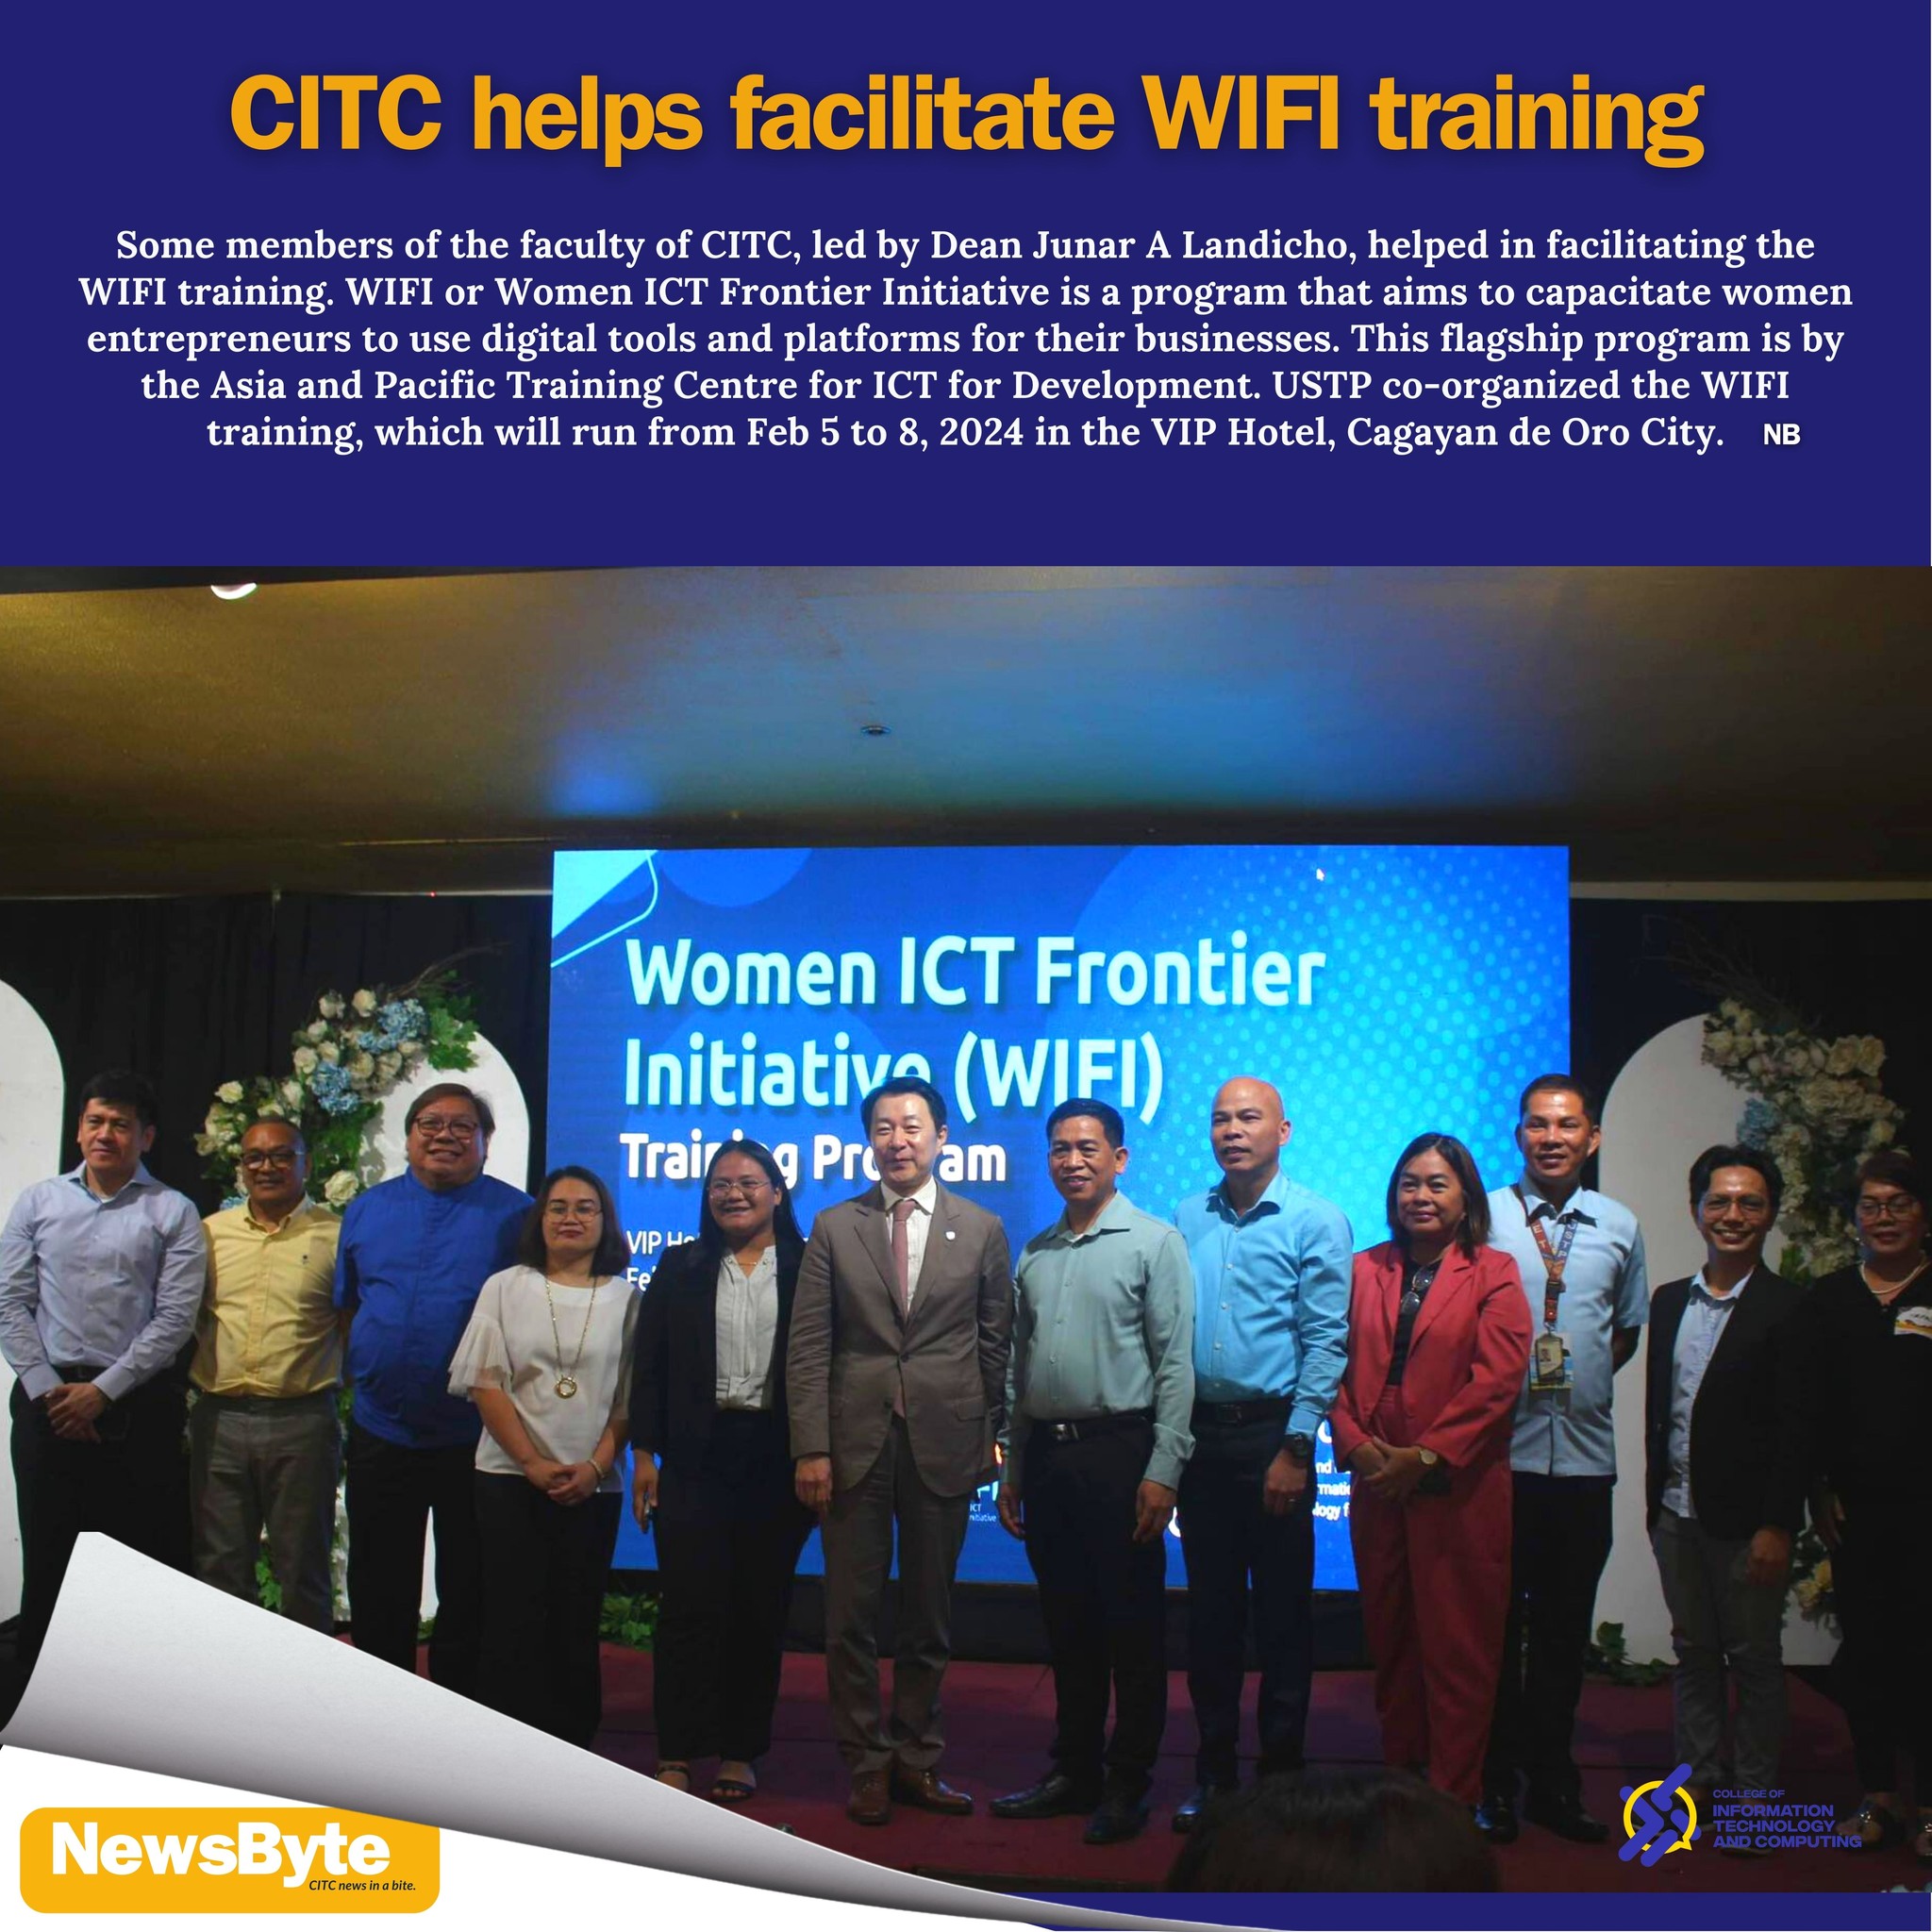 CITC helps facilitate WIFI training
Some members of the faculty of CITC, led by Dean Junar A Landicho, helped in facilitating the
WIFI training. WIFI or Women ICT Frontier Initiative is a program that aims to capacitate women
entrepreneurs to use digital tools and platforms for their businesses. This flagship program is by
the Asia and Pacific Training Centre for ICT for Development. USTP co-organized the WIFI
training, which will run from Feb 5 to 8, 2024 in the VIP Hotel, Cagayan de Oro City. NB
Women ICT Frontier
Initiative (WIFI)
Training Program
VIP
NewsByte
CITC news in a bite.
COLLEGE OF
INFORMATION
TECHNOLOGY
AND COMPUTING